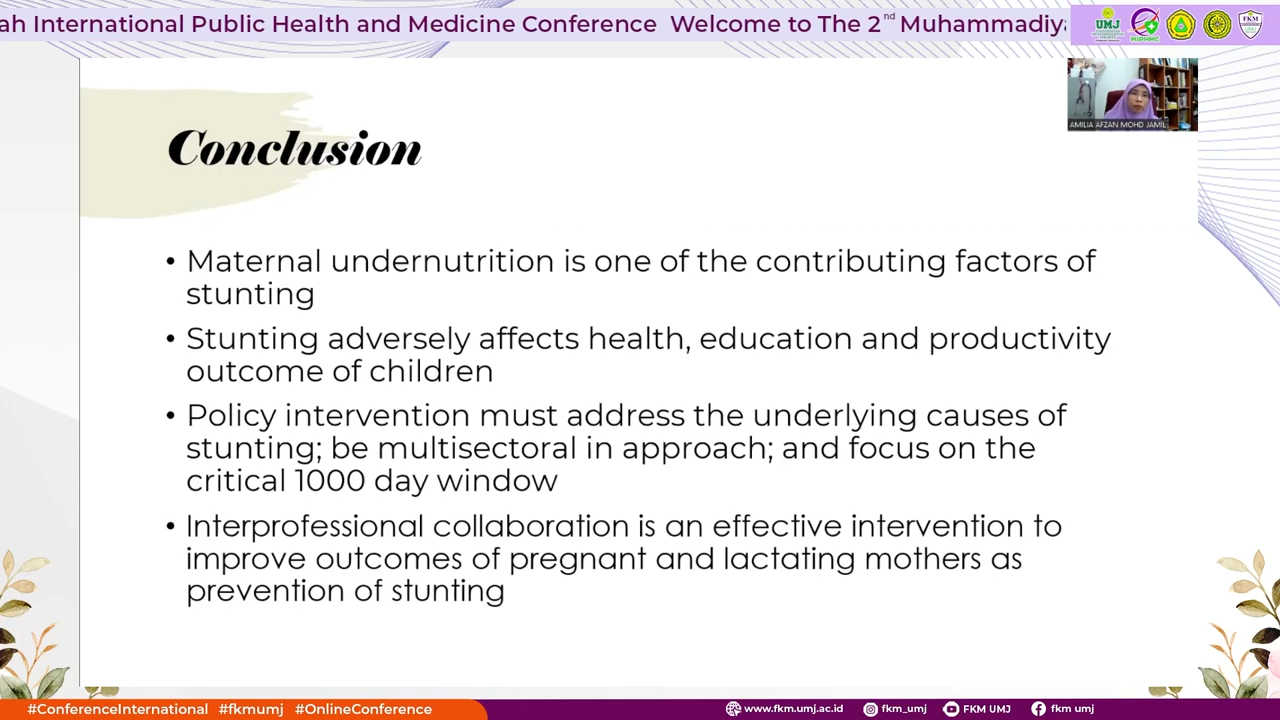 ah International Public Health and Medicine Conference Welcome to The 2nd Muhammadiya
UMJ
FKM
AMILIA AFZAN MOHD JAMIL
Conclusion
• Maternal undernutrition is one of the contributing factors of
stunting
• Stunting adversely affects health, education and productivity
outcome of children
• Policy intervention must address the underlying causes of
stunting; be multisectoral in approach; and focus on the
critical 1000 day window
• Interprofessional collaboration is an effective intervention to
improve outcomes of pregnant and lactating mothers as
prevention of stunting
#ConferenceInternational #fkmumj #OnlineConference
www.fkm.umj.ac.id fkm_umj FKM UMJ fkm umj